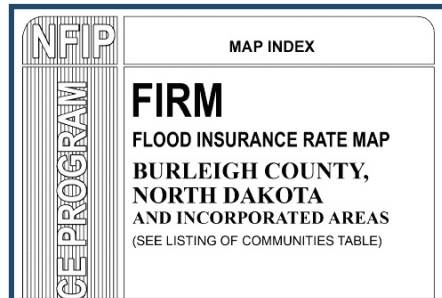 NFIP
MAP INDEX
FIRM
FLOOD INSURANCE RATE MAP
BURLEIGH COUNTY,
NORTH DAKOTA
AND INCORPORATED AREAS
(SEE LISTING OF COMMUNITIES TABLE)
CE PROGRAM